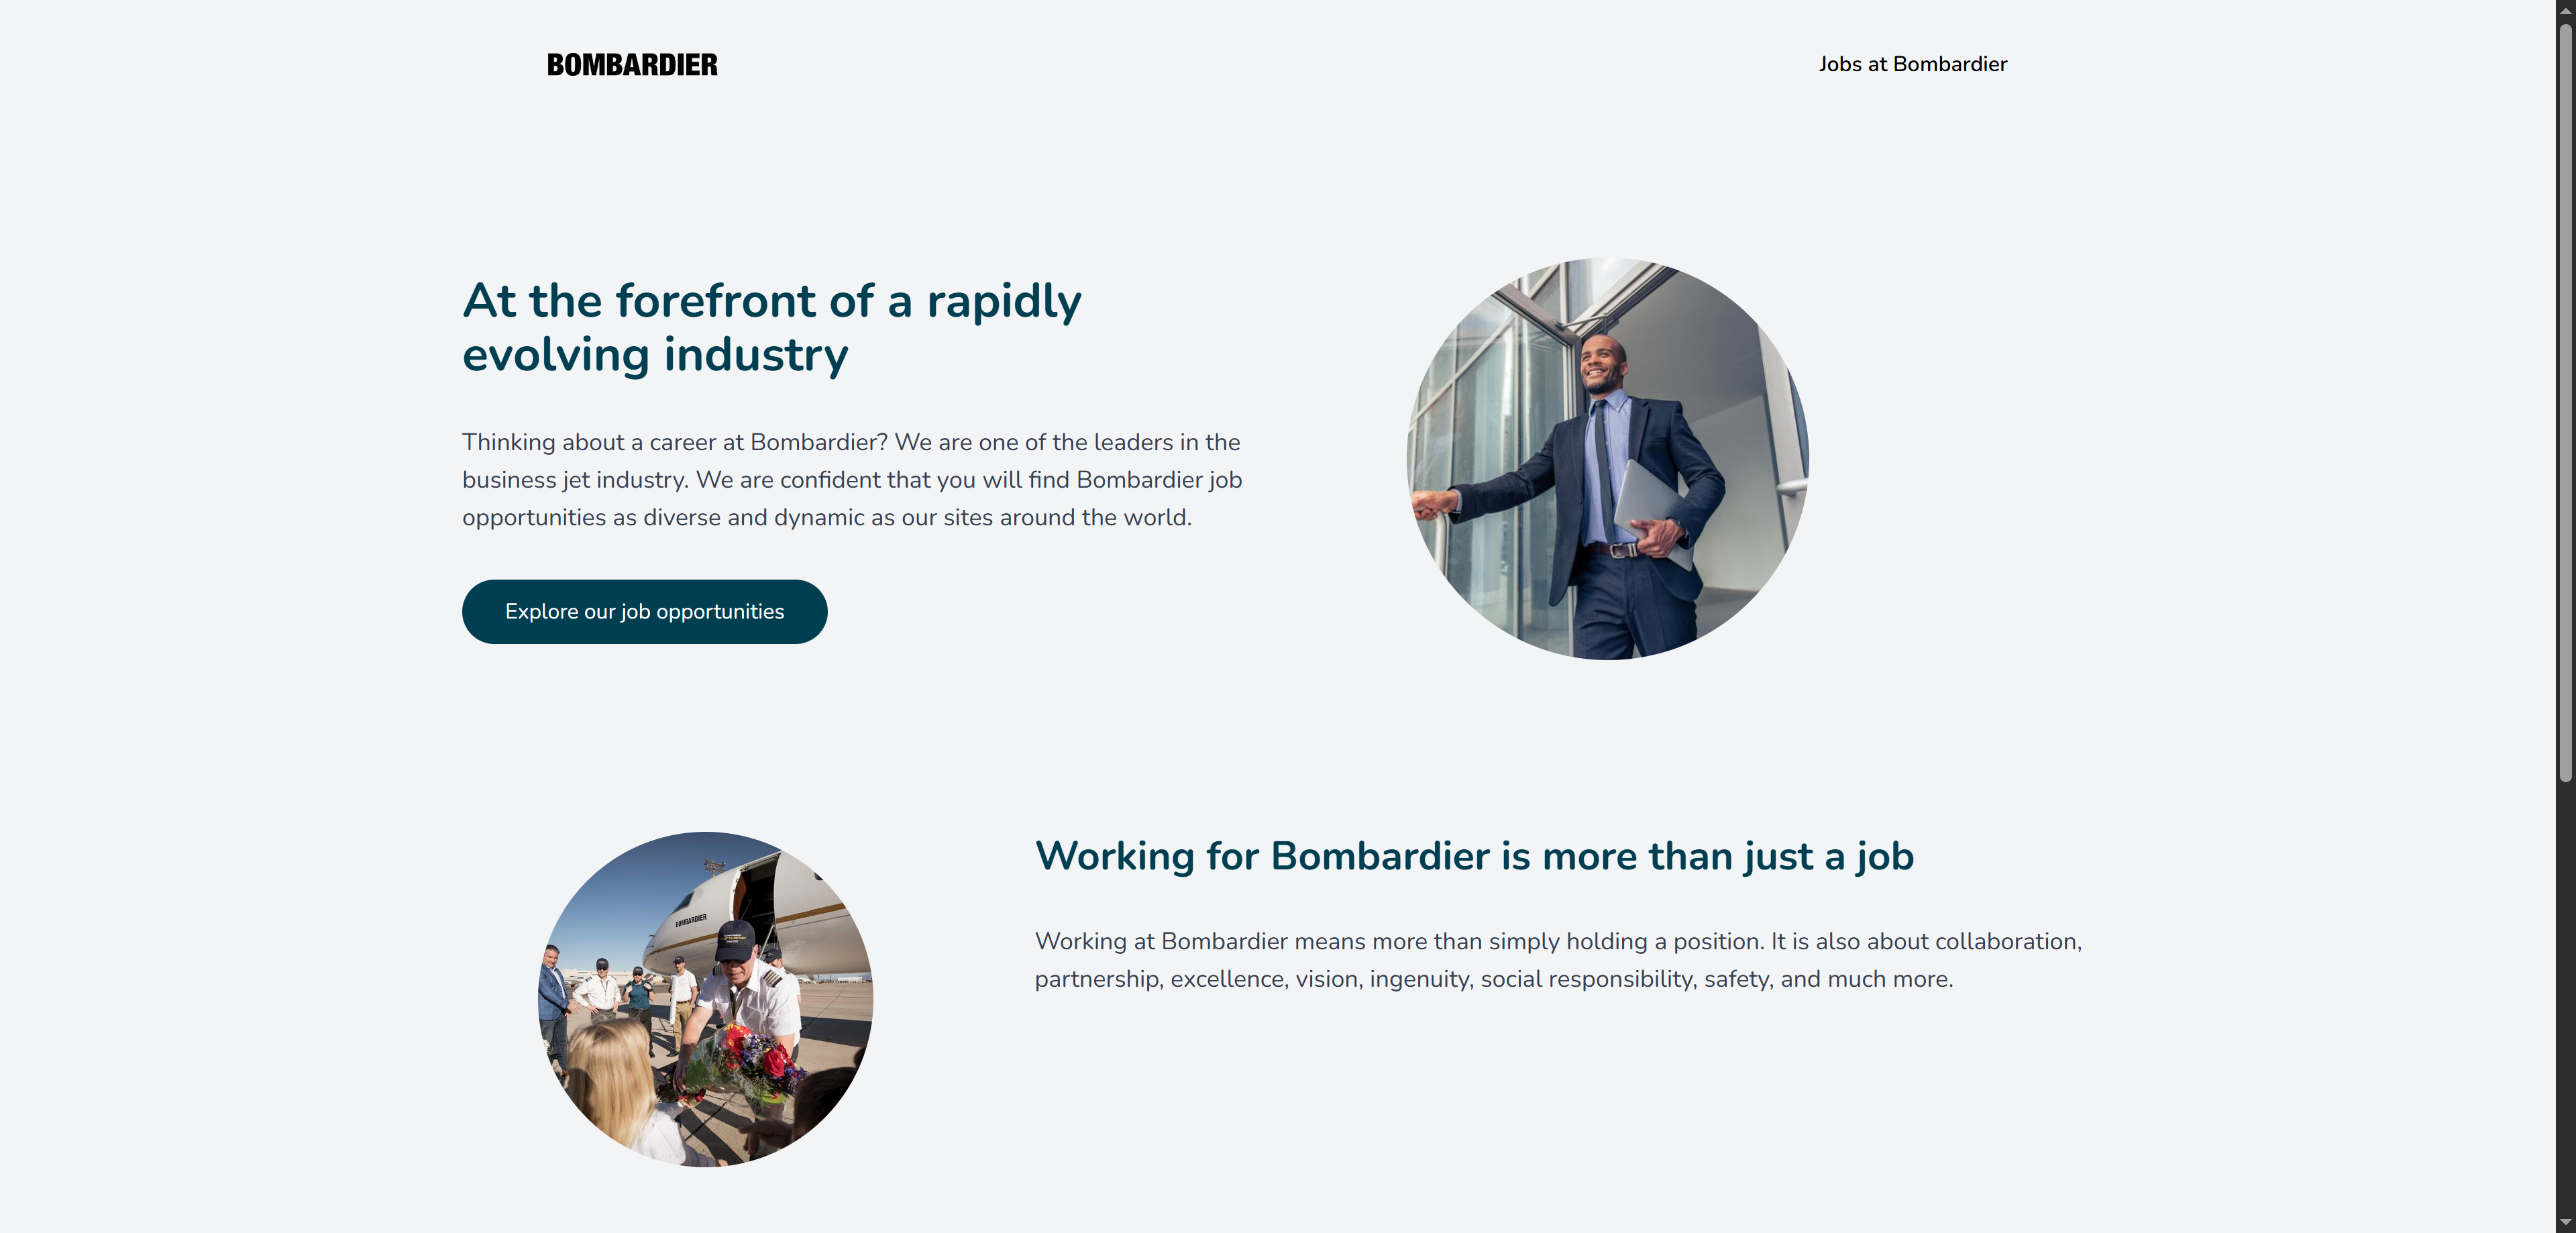 BOMBARDIER
Jobs at Bombardier
At the forefront of a rapidly
evolving industry
Thinking about a career at Bombardier? We are one of the leaders in the
business jet industry. We are confident that you will find Bombardier job
opportunities as diverse and dynamic as our sites around the world.
Explore our job opportunities
BOMBARDIER
Working for Bombardier is more than just a job
Working at Bombardier means more than simply holding a position. It is also about collaboration,
partnership, excellence, vision, ingenuity, social responsibility, safety, and much more.